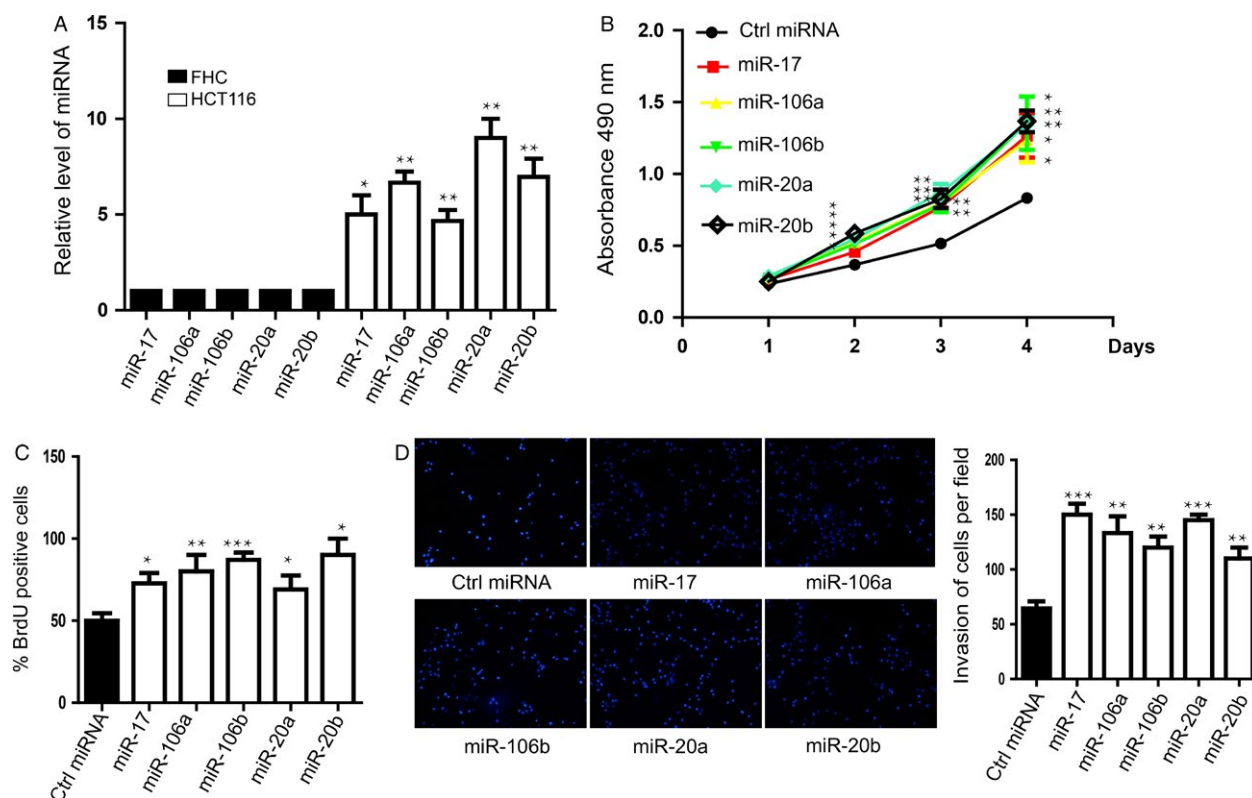 A
Relative level of miRNA
15
10
5
0
FHC
HCT116
*
**
**
**
**
miR-17
miR-106a
miR-106b
miR-20a
miR-20b
miR-17
miR-106a
miR-106b
miR-20a
miR-20b
B
Absorbance 490 nm
2.0
1.5
1.0
0.5
0.0
Ctrl miRNA
miR-17
miR-106a
miR-106b
miR-20a
miR-20b
0
1
2
3
4
Days
C
% BrdU positive cells
150
100
50
0
*
**
***
*
*
Ctrl miRNA
miR-17
miR-106a
miR-106b
miR-20a
miR-20b
D
Ctrl miRNA
miR-17
miR-106a
miR-106b
miR-20a
miR-20b
Invasion of cells per field
200
150
100
50
0
***
**
**
***
**
Ctrl miRNA
miR-17
miR-106a
miR-106b
miR-20a
miR-20b